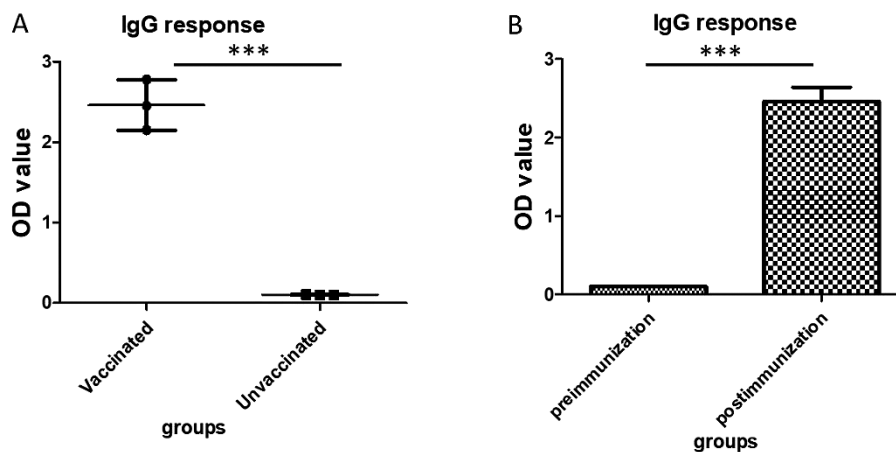 A
IgG response
***
3
2
1
0
OD value
Vaccinated
Unvaccinated
groups
B
IgG response
***
3
2
1
0
OD value
preimmunization
postimmunization
groups